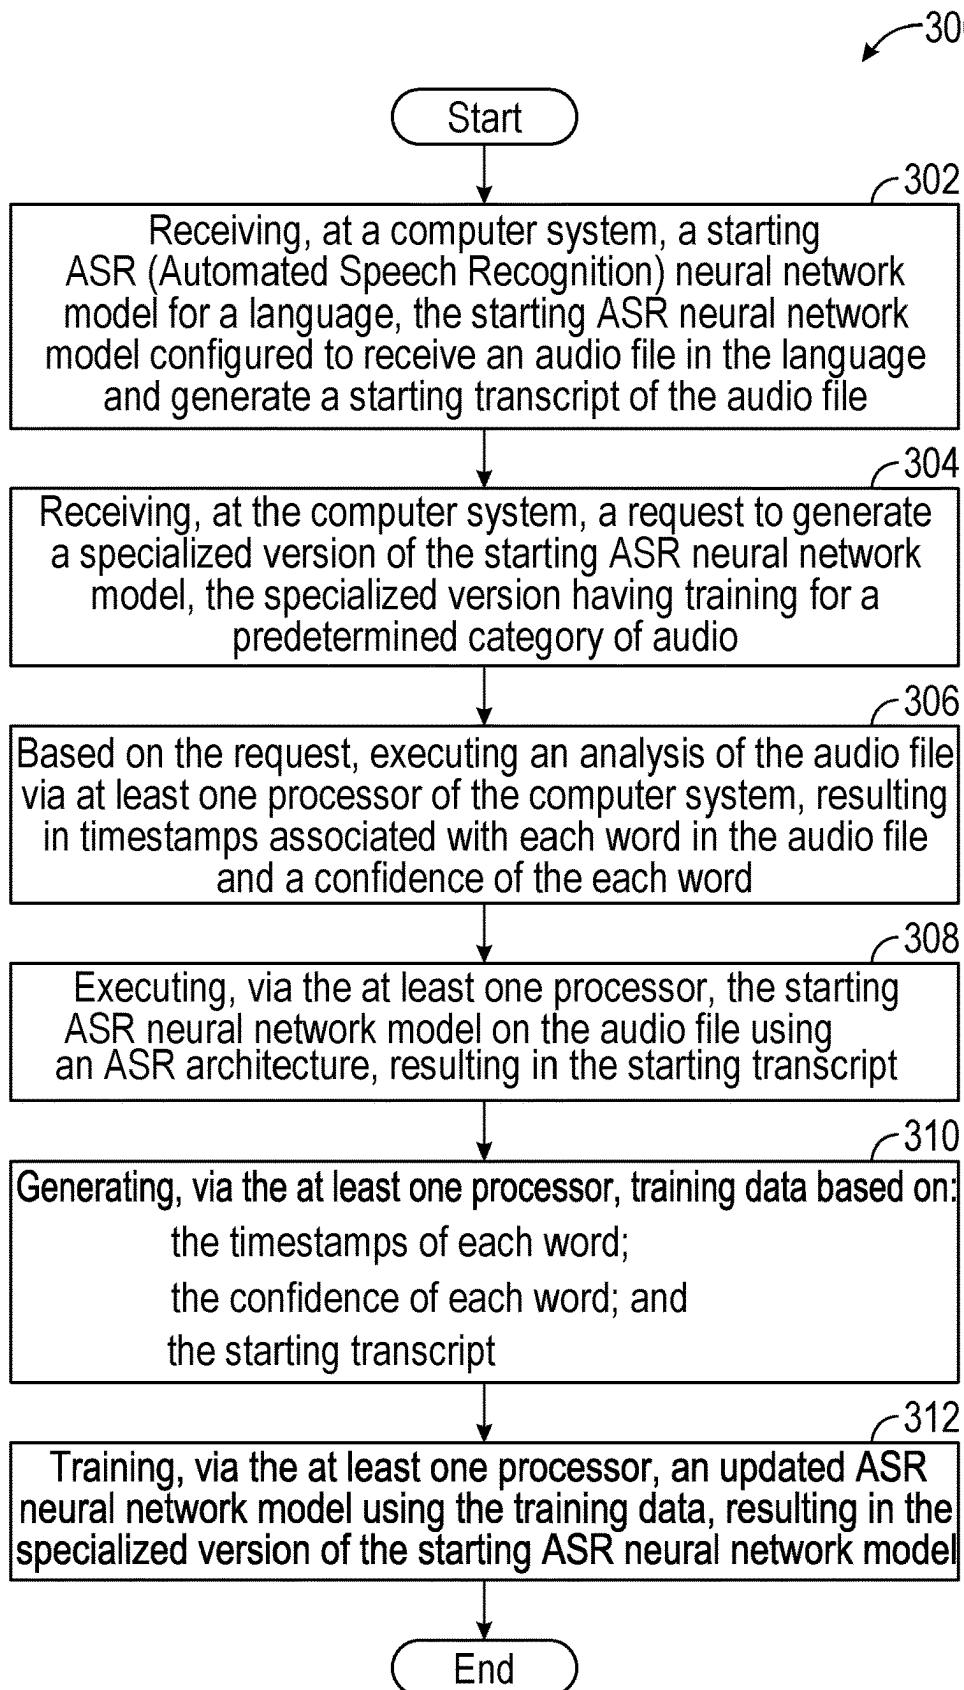 30
Start
302
Receiving, at a computer system, a starting
ASR (Automated Speech Recognition) neural network
model for a language, the starting ASR neural network
model configured to receive an audio file in the language
and generate a starting transcript of the audio file
304
Receiving, at the computer system, a request to generate
a specialized version of the starting ASR neural network
model, the specialized version having training for a
predetermined category of audio
306
Based on the request, executing an analysis of the audio file
via at least one processor of the computer system, resulting
in timestamps associated with each word in the audio file
and a confidence of the each word
308
Executing, via the at least one processor, the starting
ASR neural network model on the audio file using
an ASR architecture, resulting in the starting transcript
310
Generating, via the at least one processor, training data based on:
the timestamps of each word;
the confidence of each word; and
the starting transcript
312
Training, via the at least one processor, an updated ASR
neural network model using the training data, resulting in the
specialized version of the starting ASR neural network model
End